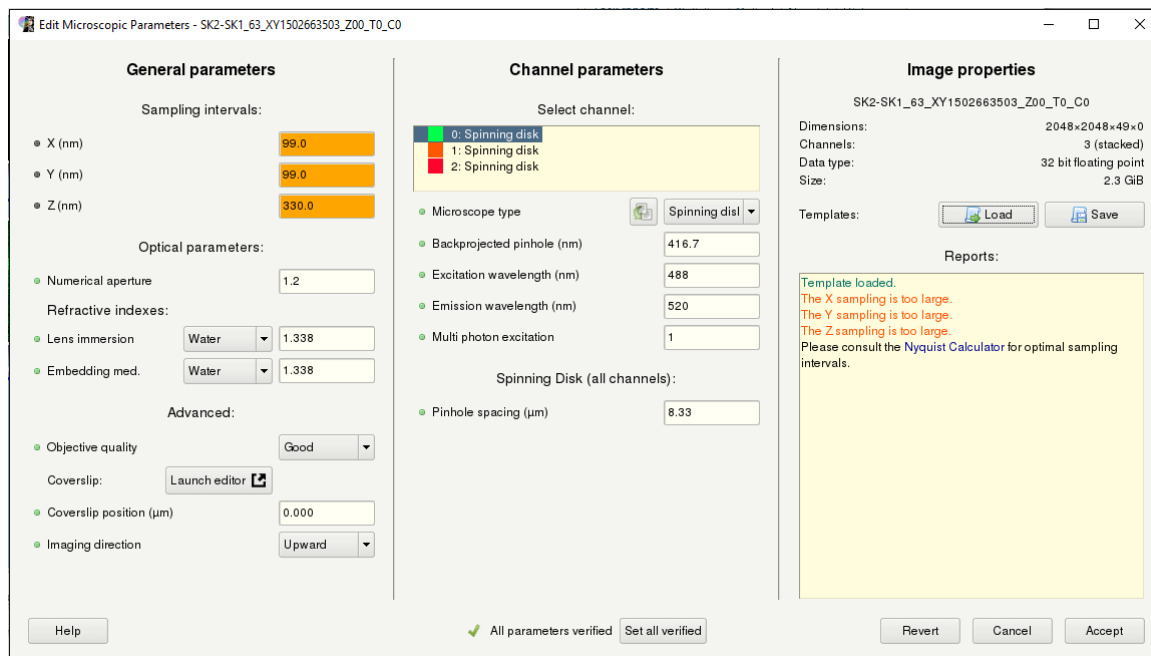 Edit Microscopic Parameters - SK2-SK1_63_XY1502663503_Z00_T0_C0
General parameters
Sampling intervals:
X (nm) 99.0
Y (nm) 99.0
Z (nm) 330.0
Optical parameters:
Numerical aperture 1.2
Refractive indexes:
Lens immersion Water 1.338
Embedding med. Water 1.338
Advanced:
Objective quality Good
Coverslip: Launch editor
Coverslip position (µm) 0.000
Imaging direction Upward
Channel parameters
Select channel:
0: Spinning disk
1: Spinning disk
2: Spinning disk
Microscope type Spinning disl
Backprojected pinhole (nm) 416.7
Excitation wavelength (nm) 488
Emission wavelength (nm) 520
Multi photon excitation 1
Spinning Disk (all channels):
Pinhole spacing (µm) 8.33
Image properties
SK2-SK1_63_XY1502663503_Z00_T0_C0
Dimensions: 2048×2048×49×0
Channels: 3 (stacked)
Data type: 32 bit floating point
Size: 2.3 GiB
Templates: Load Save
Reports:
Template loaded.
The X sampling is too large.
The Y sampling is too large.
The Z sampling is too large.
Please consult the Nyquist Calculator for optimal sampling
intervals.
Help All parameters verified Set all verified Revert Cancel Accept